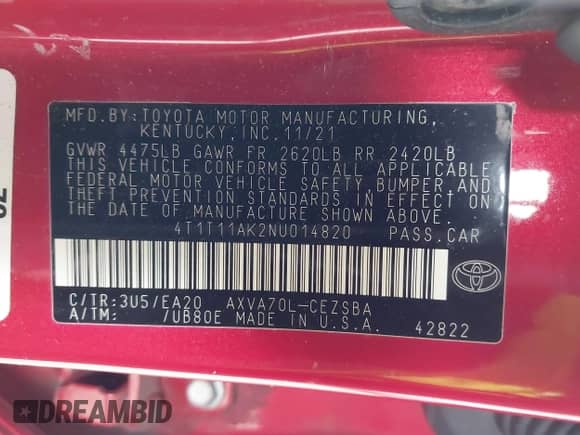 MFD.BY:TOYOTA MOTOR MANUFACTURING,
KENTUCKY,INC.11/21
GVWR 4475LB GAWR FR 2620LB RR 2420LB
THIS VEHICLE CONFORMS TO ALL APPLICABLE
FEDERAL MOTOR VEHICLE SAFETY,BUMPER,AND
THEFT PREVENTION STANDARDS IN EFFECT ON
THE DATE OF MANUFACTURE SHOWN ABOVE.
4T1T11AK2NU014820 PASS.CAR
C/TR:3U5/EA20 AXVA70L-CEZSBA
A/TM: /UB80E MADE IN U.S.A. 42822
DREAMBID